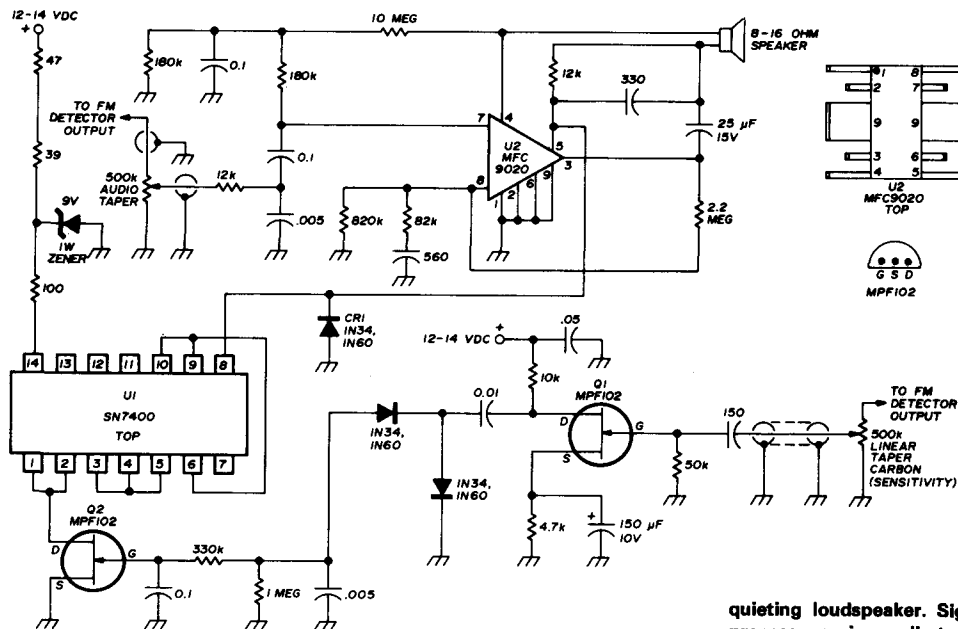 12-14 VDC
+
47
TO FM
DETECTOR
OUTPUT
39
500k
AUDIO
TAPER
9V
1W
ZENER
100
180k
0.1
180k
10 MEG
12k
0.1
.005
820k
82k
560
7
8
4
U2
MFC
9020
5
3
1
2
6
9
12k
330
8-16 OHM
SPEAKER
25 µF
15V
2.2
MEG
1
2
9
3
4
8
7
9
6
5
U2
MFC9020
TOP
G S D
MPF102
CR1
1N34,
1N60
14 13 12 11 10 9 8
U1
SN7400
TOP
1 2 3 4 5 6 7
Q2
MPF102
D
S
G
0.1
330k
1 MEG
.005
1N34,
1N60
1N34,
1N60
0.01
12-14 VDC
+
.05
10k
Q1
MPF102
D
S
G
4.7k
+
150 µF
10V
50k
150
TO FM
DETECTOR
OUTPUT
500k
LINEAR
TAPER
CARBON
(SENSITIVITY)
quieting loudspeaker. Sig